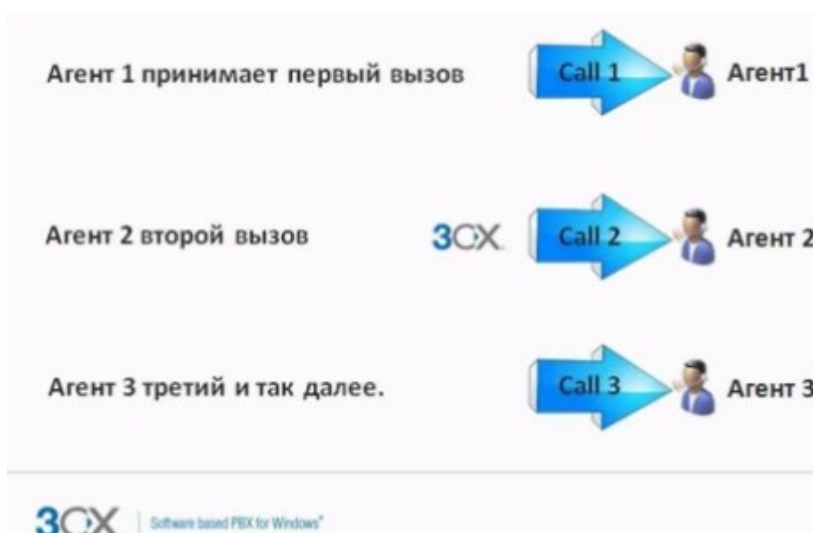 Агент 1 принимает первый вызов
Call 1
Агент1
Агент 2 второй вызов
3CX
Call 2
Агент 2
Агент 3 третий и так далее.
Call 3
Агент 3
3CX
Software based PBX for Windows®